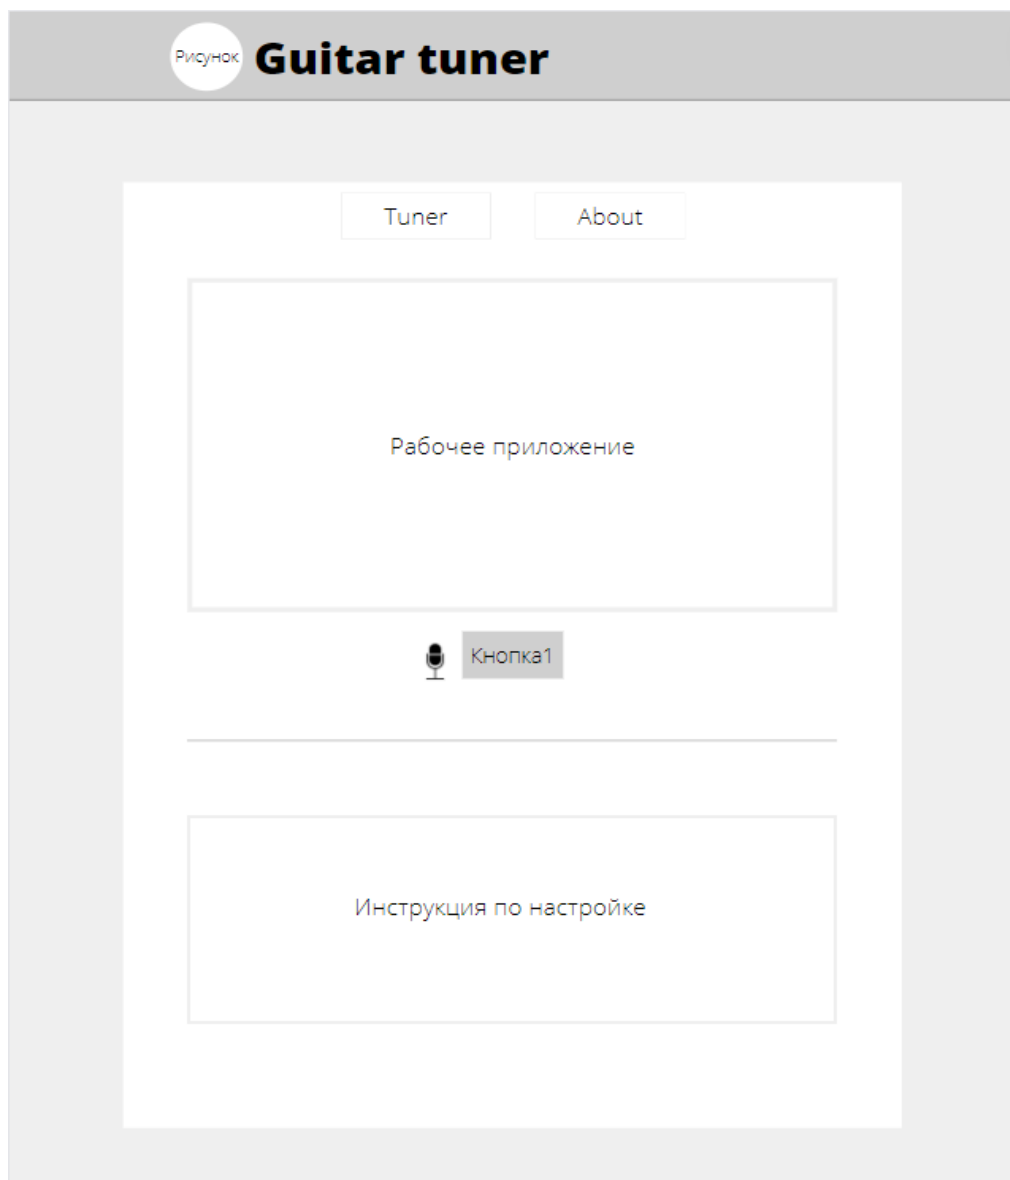 Рисунок Guitar tuner
Tuner About
Рабочее приложение
Кнопка1
Инструкция по настройке